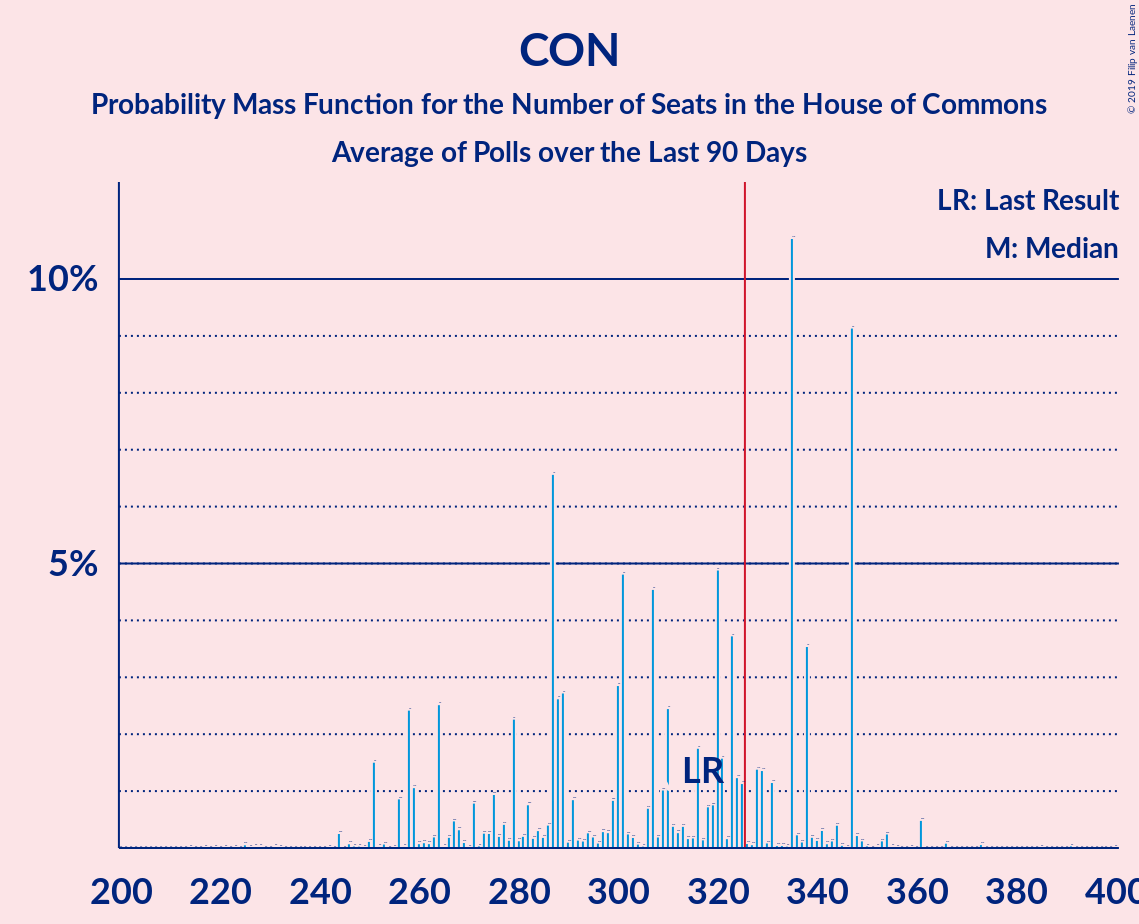 CON
Probability Mass Function for the Number of Seats in the House of Commons
Average of Polls over the Last 90 Days
© 2019 Filip van Laenen
LR: Last Result
M: Median
10%
5%
LR
200 220 240 260 280 300 320 340 360 380 400